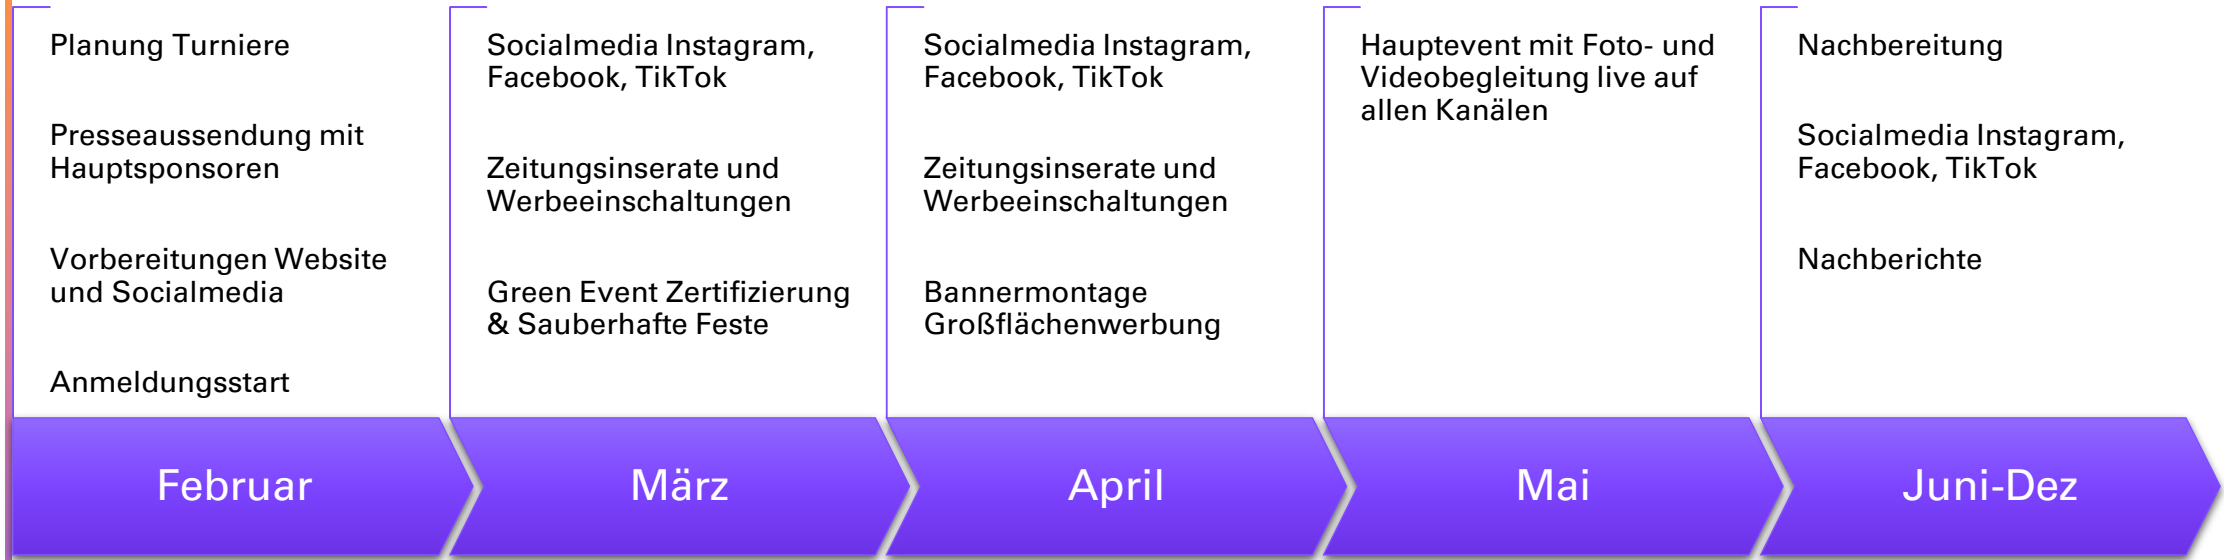 Planung Turniere
Presseaussendung mit
Hauptsponsoren
Vorbereitungen Website
und Socialmedia
Anmeldungsstart
Februar
Socialmedia Instagram,
Facebook, TikTok
Zeitungsinserate und
Werbeeinschaltungen
Green Event Zertifizierung
& Sauberhafte Feste
März
Socialmedia Instagram,
Facebook, TikTok
Zeitungsinserate und
Werbeeinschaltungen
Bannermontage
Großflächenwerbung
April
Hauptevent mit Foto- und
Videobegleitung live auf
allen Kanälen
Mai
Nachbereitung
Socialmedia Instagram,
Facebook, TikTok
Nachberichte
Juni-Dez